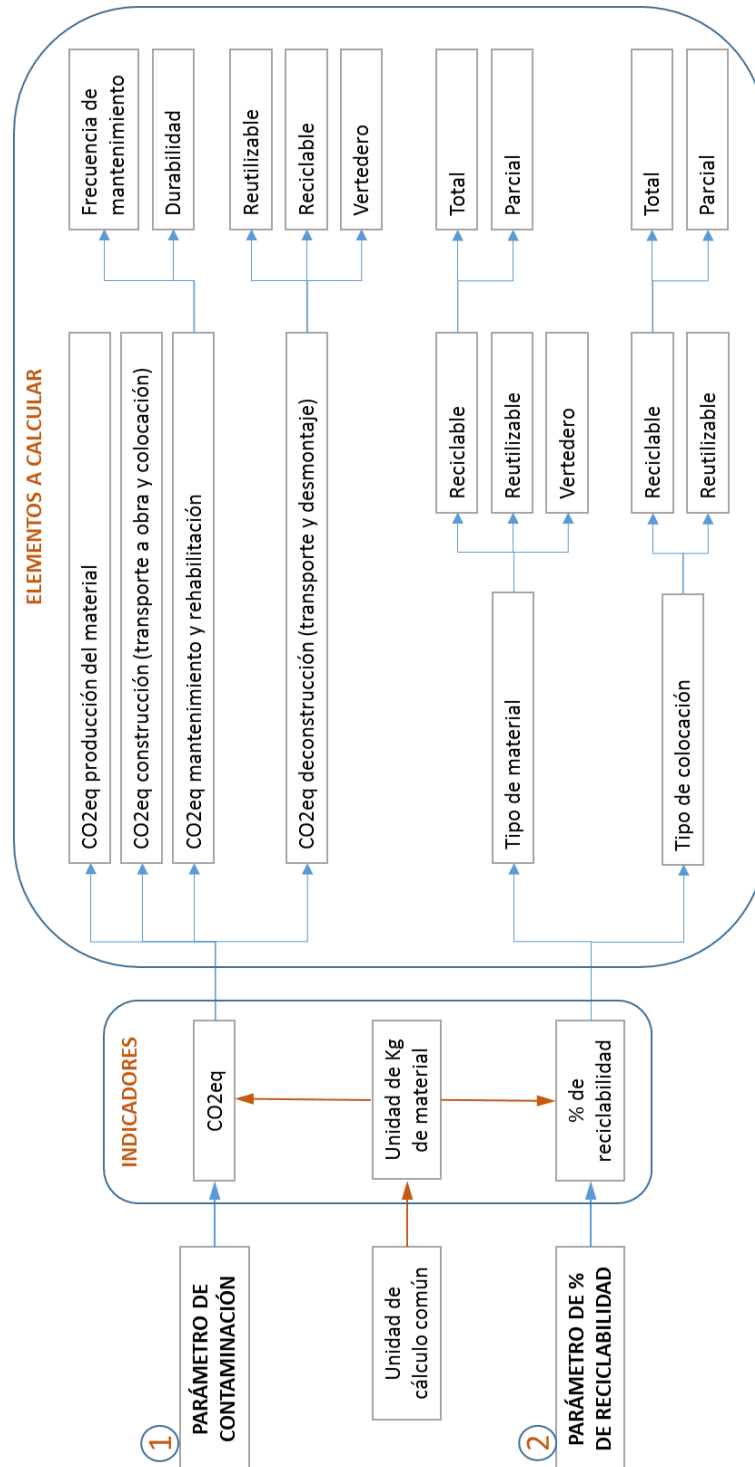 ELEMENTOS A CALCULAR
INDICADORES
1
PARÁMETRO DE
CONTAMINACIÓN
CO2eq
CO2eq producción del material
CO2eq construcción (transporte a obra y colocación)
CO2eq mantenimiento y rehabilitación
Frecuencia de
mantenimiento
Durabilidad
CO2eq deconstrucción (transporte y desmontaje)
Reutilizable
Reciclable
Vertedero
Unidad de
cálculo común
Unidad de Kg
de material
2
PARÁMETRO DE %
DE RECICLABILIDAD
% de
reciclabilidad
Tipo de material
Reciclable
Reutilizable
Vertedero
Total
Parcial
Tipo de colocación
Reciclable
Reutilizable
Total
Parcial